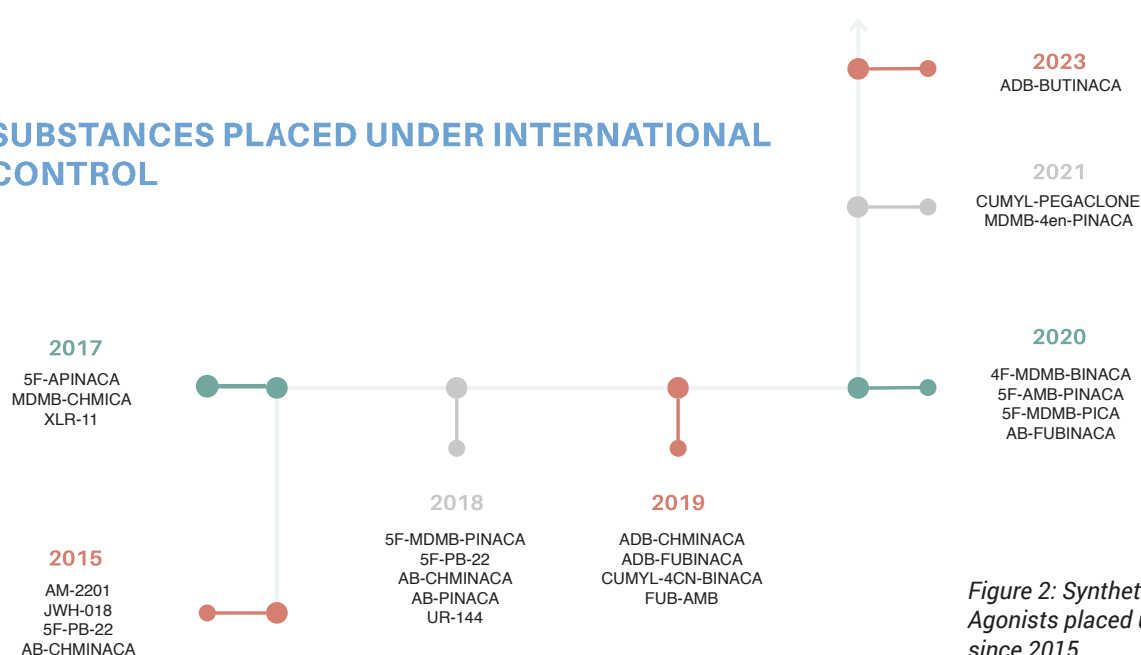 SUBSTANCES PLACED UNDER INTERNATIONAL
CONTROL
2023
ADB-BUTINACA
2021
CUMYL-PEGACLONE
MDMB-4en-PINACA
2020
4F-MDMB-BINACA
5F-AMB-PINACA
5F-MDMB-PICA
AB-FUBINACA
2017
5F-APINACA
MDMB-CHMICA
XLR-11
2018
5F-MDMB-PINACA
5F-PB-22
AB-CHMINACA
AB-PINACA
UR-144
2019
ADB-CHMINACA
ADB-FUBINACA
CUMYL-4CN-BINACA
FUB-AMB
2015
AM-2201
JWH-018
5F-PB-22
AB-CHMINACA
Figure 2:
Agonists placed
since 2015